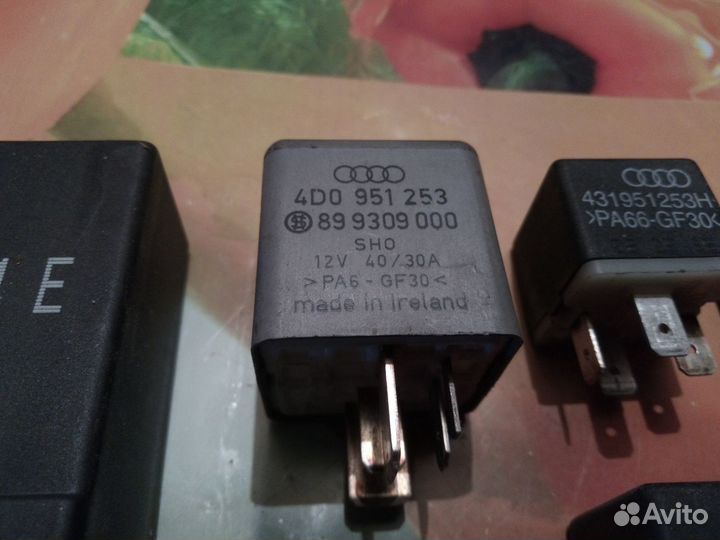 E
4D0 951 253
89 9309 000
SHO
12V 40/30A
>PA6-GF30<
made in Ireland
431951253H
>PA66-GF30<
Avito